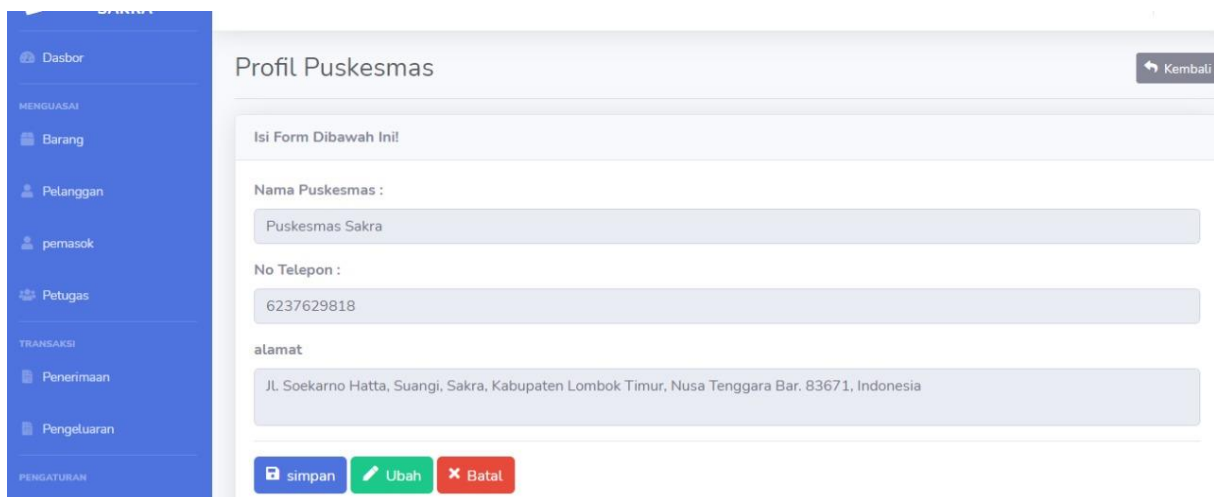 Dasbor
MENGUASAI
Barang
Pelanggan
pemasok
Petugas
TRANSAKSI
Penerimaan
Pengeluaran
PENGATURAN
Profil Puskesmas
Kembali
Isi Form Dibawah Ini!
Nama Puskesmas :
Puskesmas Sakra
No Telepon :
6237629818
alamat
Jl. Soekarno Hatta, Suangi, Sakra, Kabupaten Lombok Timur, Nusa Tenggara Bar. 83671, Indonesia
simpan Ubah Batal